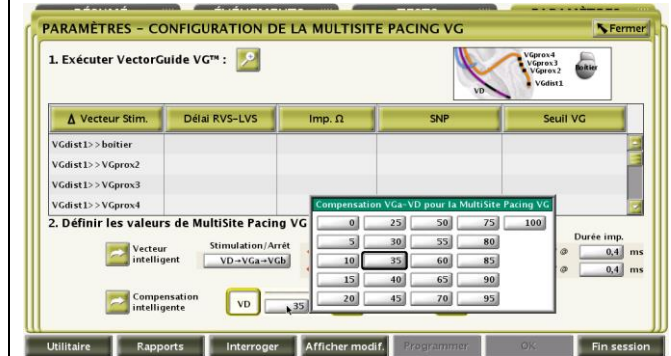 PARAMÈTRES - CONFIGURATION DE LA MULTISITE PACING VG
Fermer
1. Exécuter VectorGuide VG™ :
VGprox4
VGprox3
VGprox2
VGdist1
Boîtier
VD
Δ Vecteur Stim. Délai RVS-LVS Imp. Ω SNP Seuil VG
VGdist1>>boîtier
VGdist1>>VGprox2
VGdist1>>VGprox3
VGdist1>>VGprox4
2. Définir les valeurs de MultiSite Pacing VG
Compensation VGa-VD pour la MultiSite Pacing VG
0 25 50 75 100
5 30 55 80
10 35 60 85
15 40 65 90
20 45 70 95
Vecteur intelligent
Stimulation/Arrêt
VD→VGa→VGb
Durée imp.
@ 0,4 ms
@ 0,4 ms
Compensation intelligente
VD
35
Utilitaire Rapports Interroger Afficher modif. Programmer OK Fin session